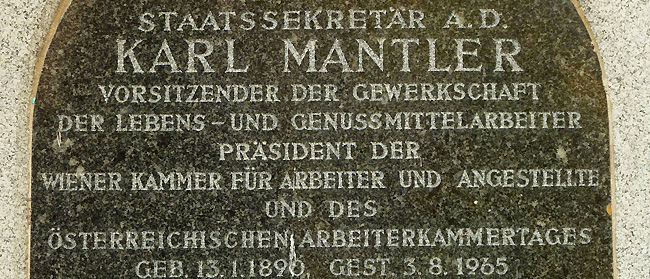 STAATSSEKRETÄR A.D.
KARL MANTLER
VORSITZENDER DER GEWERKSCHAFT
DER LEBENS-UND GENUSSMITTELARBEITER
PRÄSIDENT DER
WIENER KAMMER FÜR ARBEITER UND ANGESTELLTE
UND DES
ÖSTERREICHISCHEN ARBEITERKAMMERTAGES
GEB. 13.1.1890, GEST. 3.8.1965